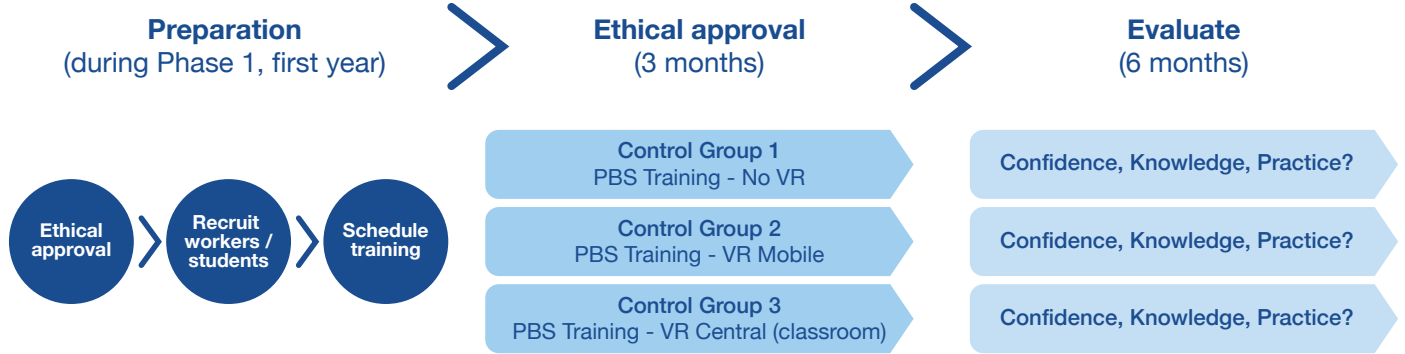 Preparation
(during Phase 1, first year)
Ethical approval
(3 months)
Evaluate
(6 months)
Ethical
approval
Recruit
workers /
students
Schedule
training
Control Group 1
PBS Training - No VR
Control Group 2
PBS Training - VR Mobile
Control Group 3
PBS Training - VR Central (classroom)
Confidence, Knowledge, Practice?
Confidence, Knowledge, Practice?
Confidence, Knowledge, Practice?